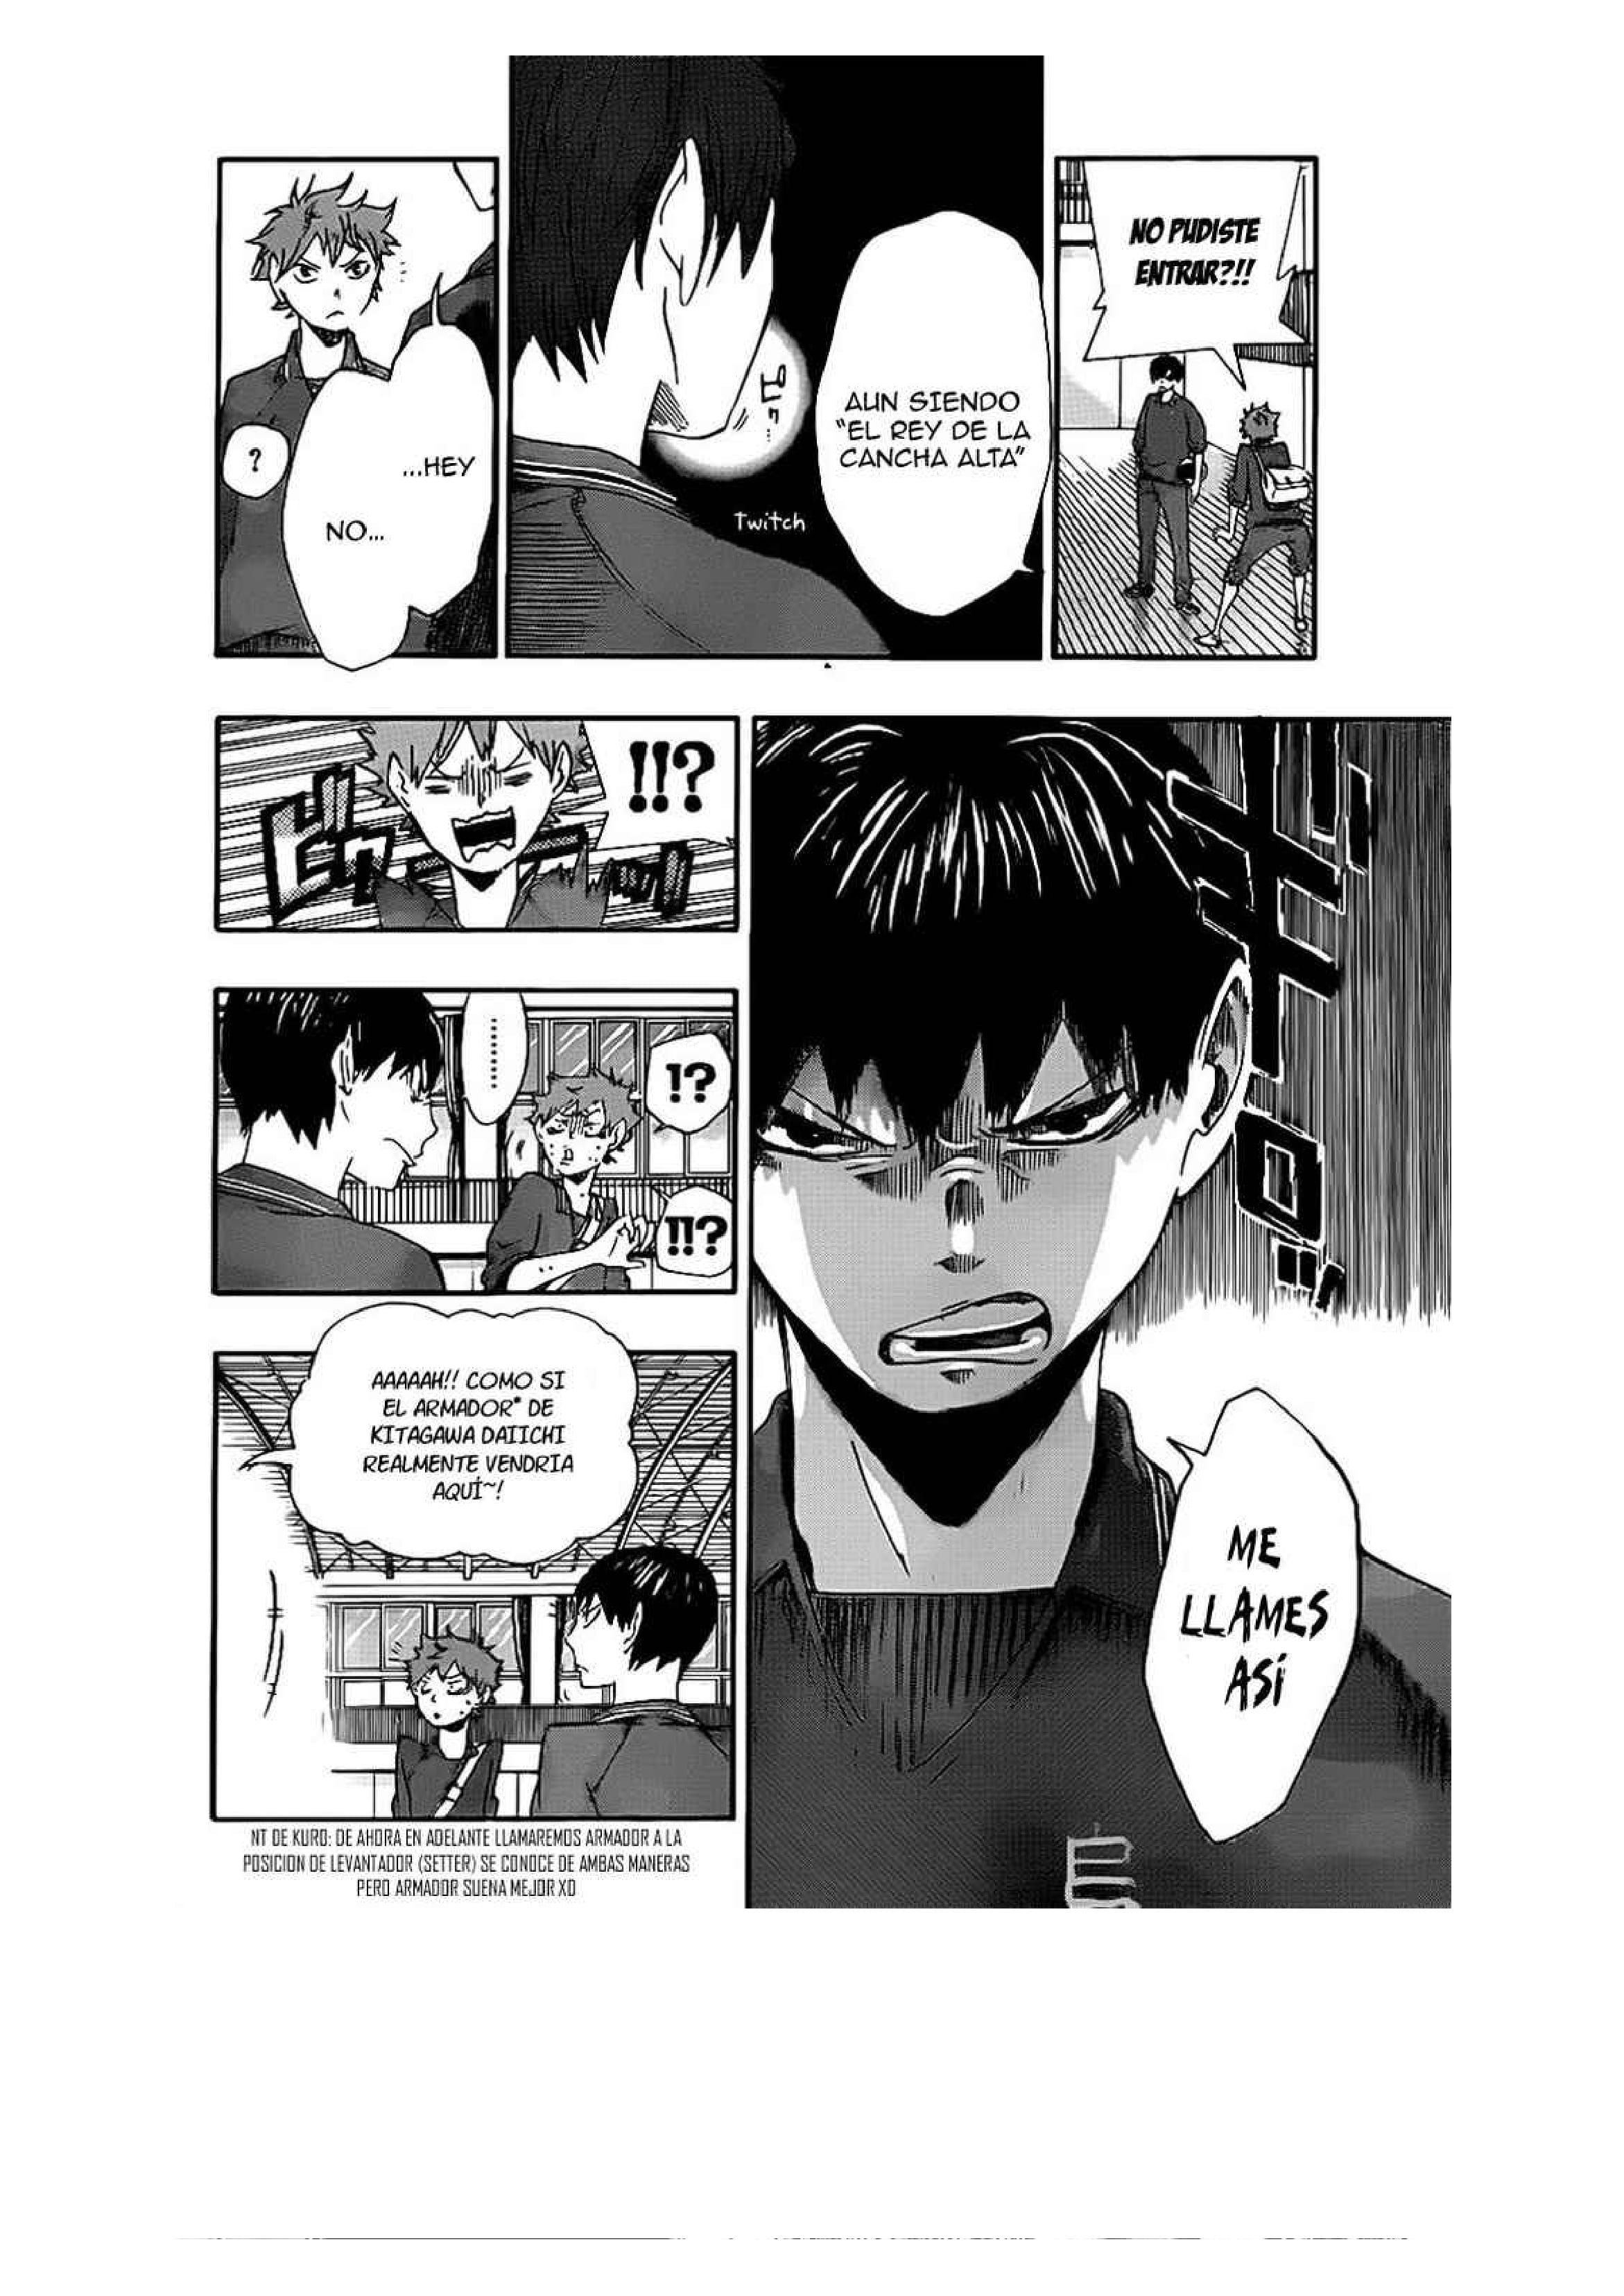 NO PUDISTE
ENTRAR?!!
AUN SIENDO
"EL REY DE LA
CANCHA ALTA"
ピク…
Twitch
...HEY
NO...
?
ME
LLAMES
ASÍ
!!?
!?
!!?
.........
AAAAAH!! COMO SI
EL ARMADOR* DE
KITAGAWA DAIICHI
REALMENTE VENDRIA
AQUÍ~!
NT DE KURO: DE AHORA EN ADELANTE LLAMAREMOS ARMADOR A LA
POSICION DE LEVANTADOR (SETTER) SE CONOCE DE AMBAS MANERAS
PERO ARMADOR SUENA MEJOR XD